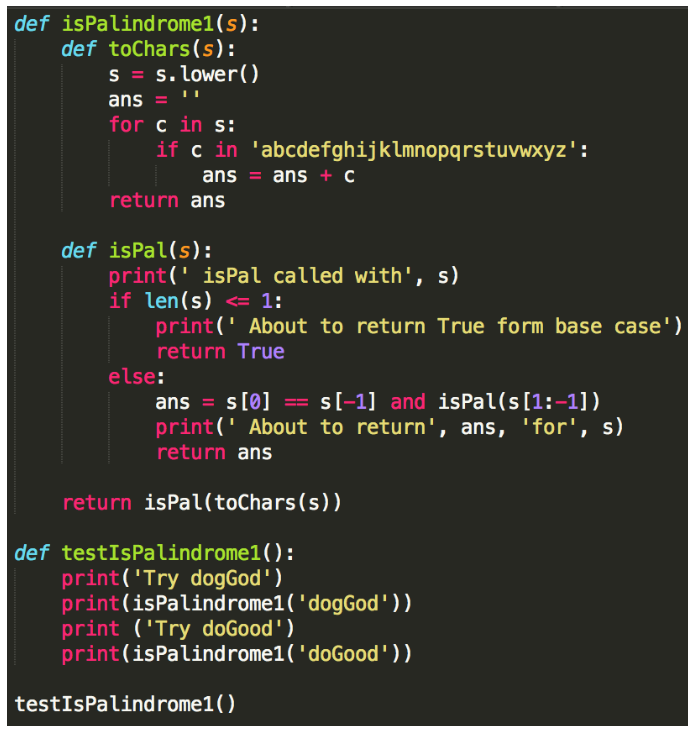 def isPalindrome1(s):
    def toChars(s):
        s = s.lower()
        ans = ''
        for c in s:
            if c in 'abcdefghijklmnopqrstuvwxyz':
                ans = ans + c
        return ans

    def isPal(s):
        print(' isPal called with', s)
        if len(s) <= 1:
            print(' About to return True form base case')
            return True
        else:
            ans = s[0] == s[-1] and isPal(s[1:-1])
            print(' About to return', ans, 'for', s)
            return ans

    return isPal(toChars(s))

def testIsPalindrome1():
    print('Try dogGod')
    print(isPalindrome1('dogGod'))
    print ('Try doGood')
    print(isPalindrome1('doGood'))

testIsPalindrome1()